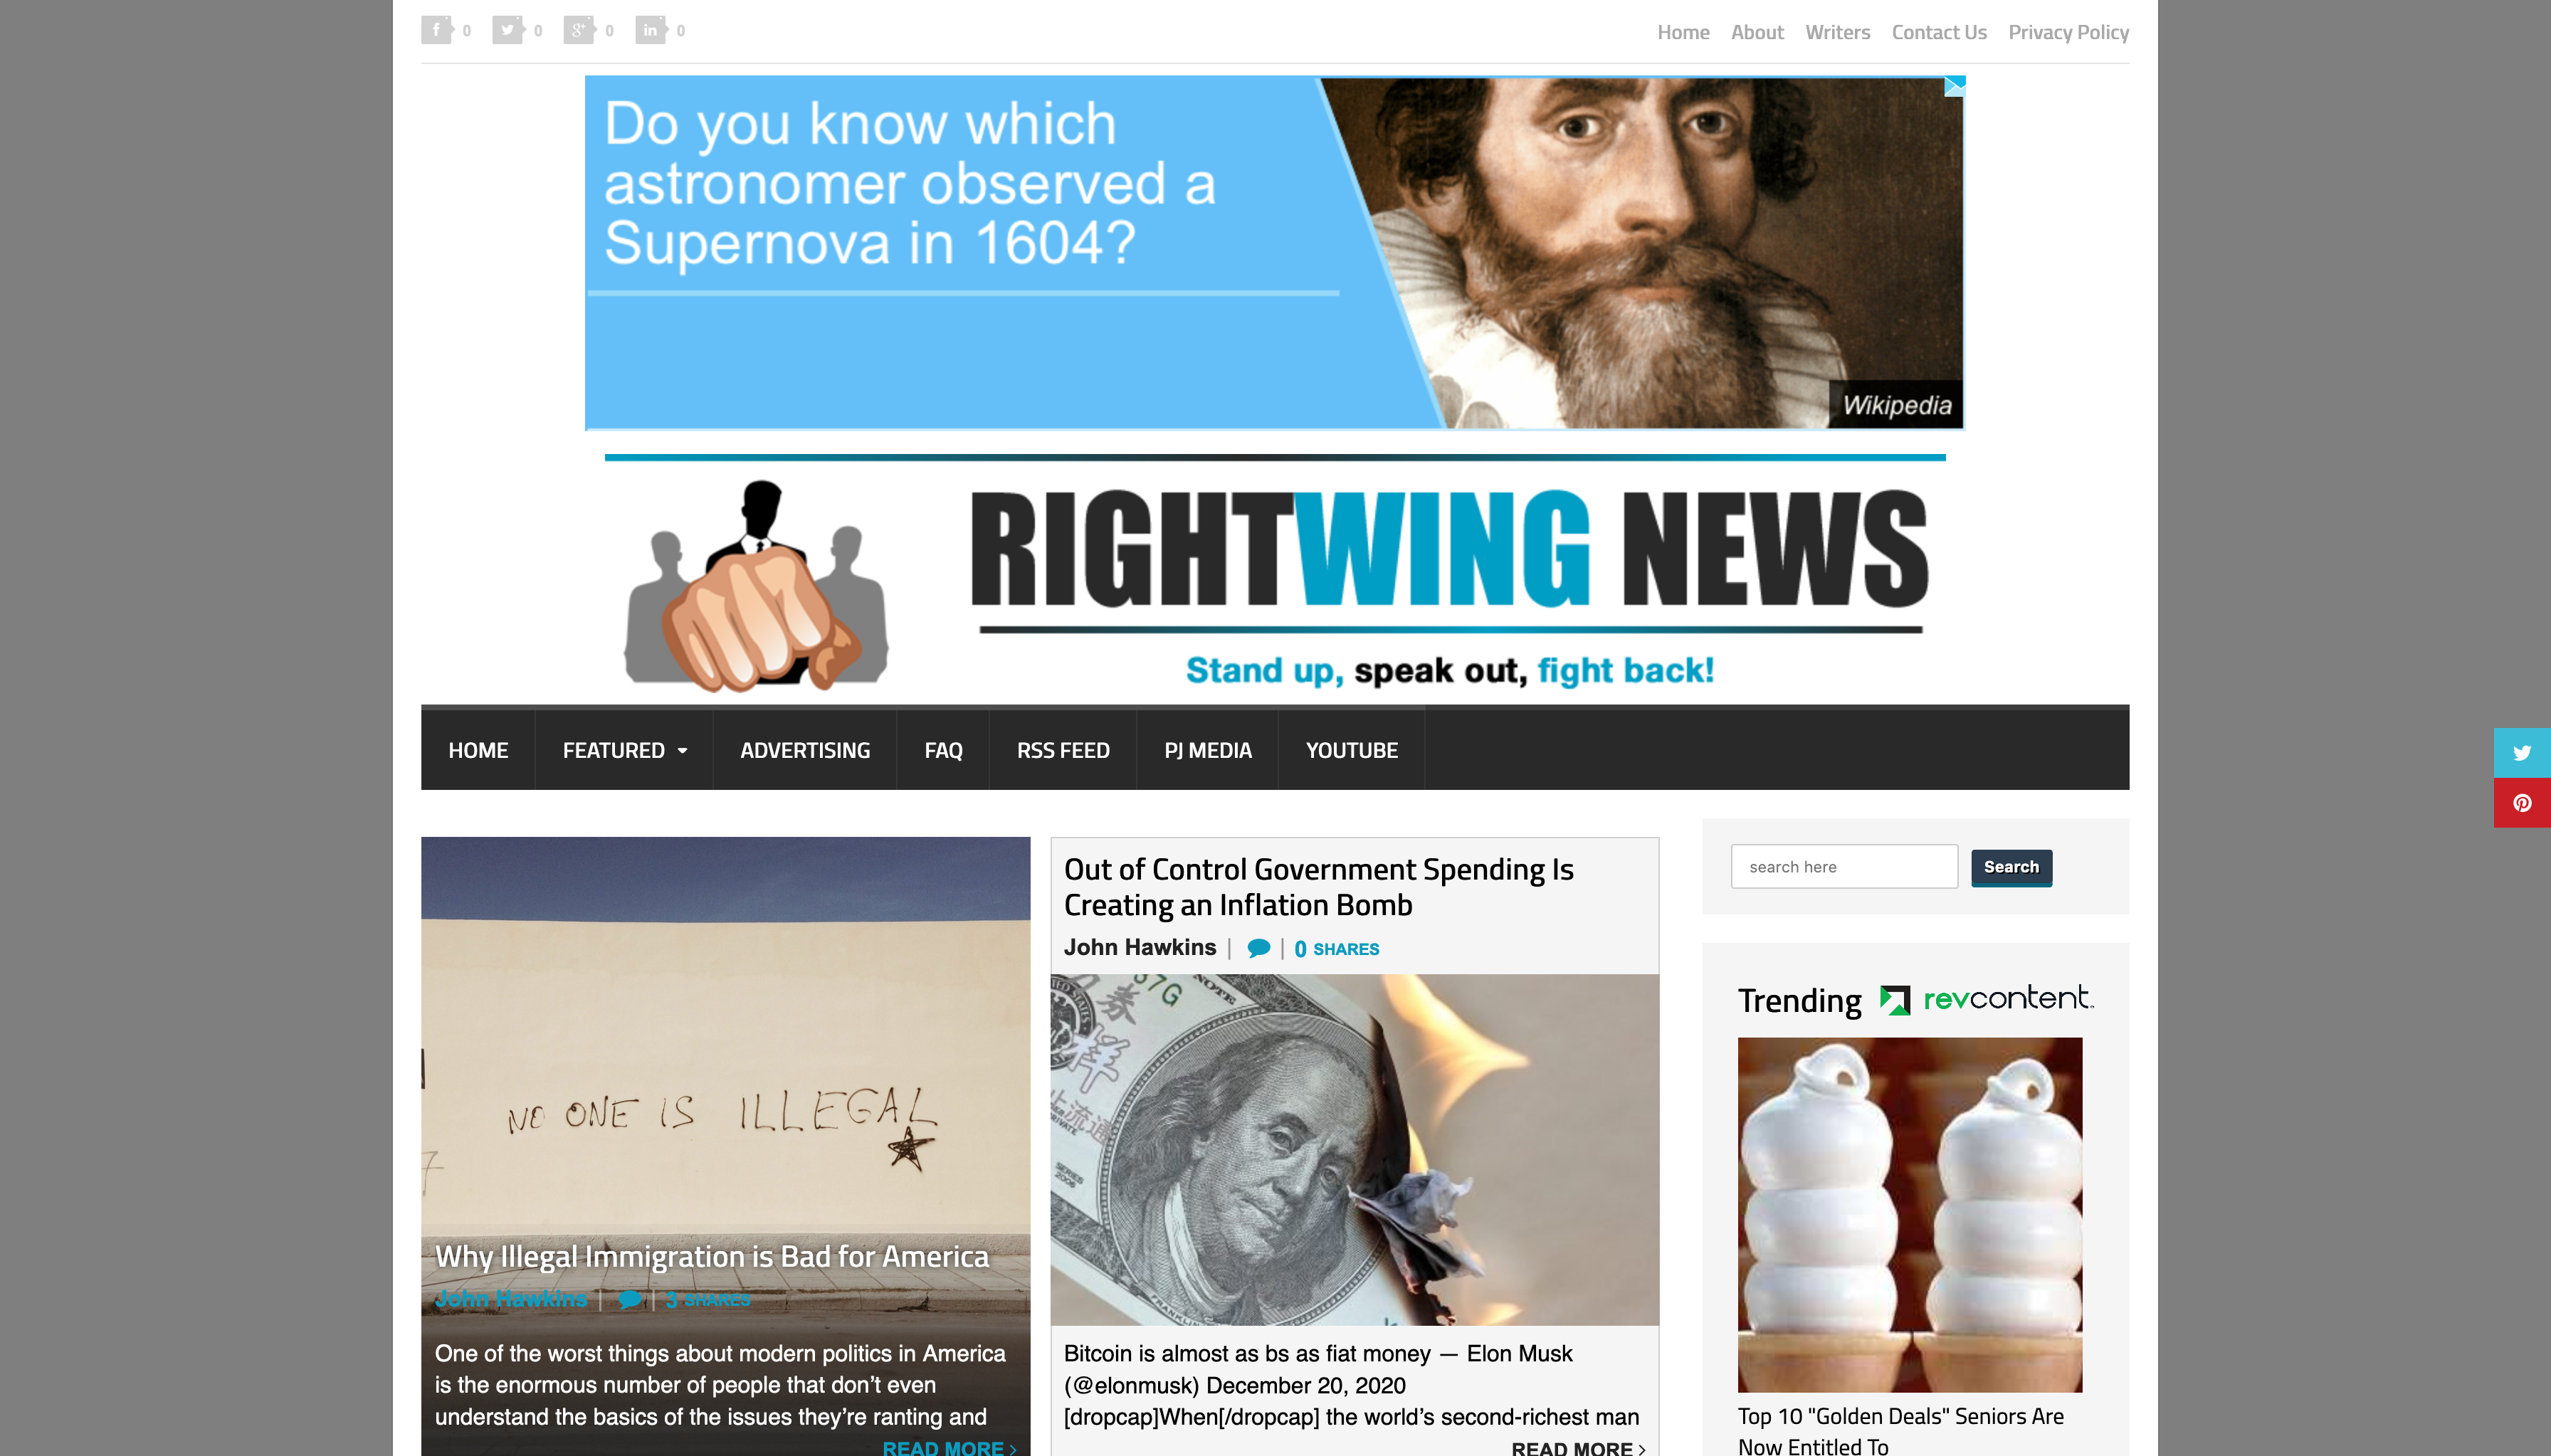 0 0 0 0
Home About Writers Contact Us Privacy Policy
Do you know which
astronomer observed a
Supernova in 1604?
Wikipedia
RIGHTWING NEWS
Stand up, speak out, fight back!
HOME FEATURED ADVERTISING FAQ RSS FEED PJ MEDIA YOUTUBE
NO ONE IS ILLEGAL
Why Illegal Immigration is Bad for America
John Hawkins | | 3 SHARES
One of the worst things about modern politics in America
is the enormous number of people that don’t even
understand the basics of the issues they’re ranting and
READ MORE ›
Out of Control Government Spending Is
Creating an Inflation Bomb
John Hawkins | | 0 SHARES
Bitcoin is almost as bs as fiat money — Elon Musk
(@elonmusk) December 20, 2020
[dropcap]When[/dropcap] the world’s second-richest man
READ MORE ›
search here Search
Trending revcontent
Top 10 "Golden Deals" Seniors Are
Now Entitled To